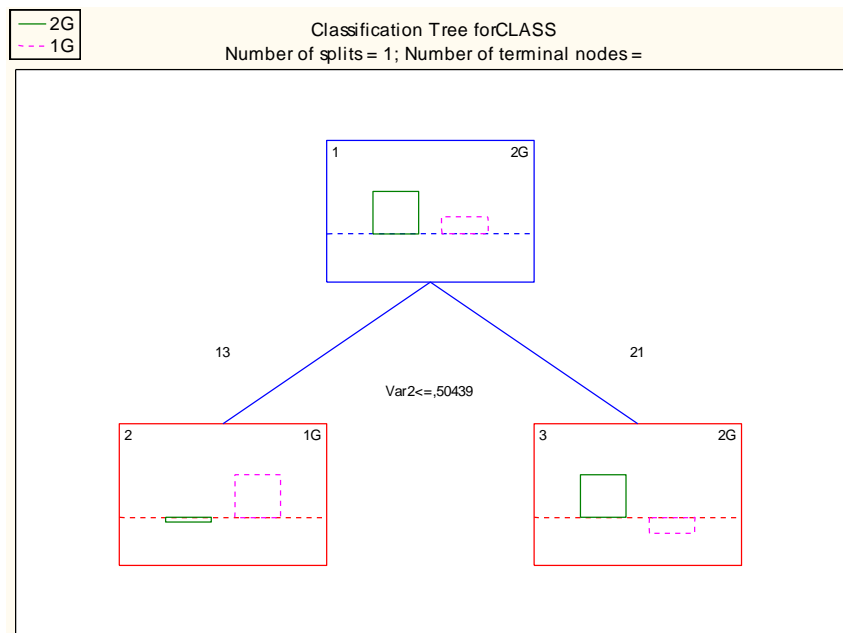 2G
1G
Classification Tree forCLASS
Number of splits = 1; Number of terminal nodes =
1 2G
13 21
Var2<=,50439
2 1G 3 2G